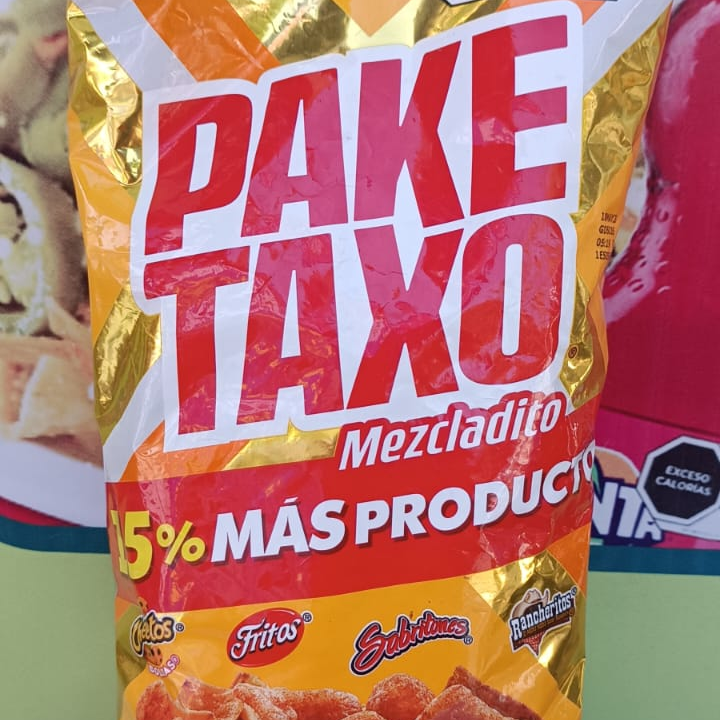 PAKE
TAXO
Mezcladito
15% MÁS PRODUCTO
Cheetos
Fritos
Sabritones
Rancheritos
EXCESO
CALORÍAS